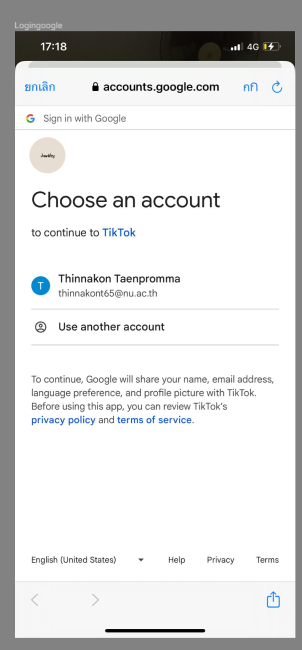 Logingoogle
17:18
4G
ยกเลิก
accounts.google.com
กก
Sign in with Google
Choose an account
to continue to TikTok
T
Thinnakon Taenpromma
thinnakont65@nu.ac.th
Use another account
To continue, Google will share your name, email address,
language preference, and profile picture with TikTok.
Before using this app, you can review TikTok's
privacy policy and terms of service.
English (United States)
Help
Privacy
Terms